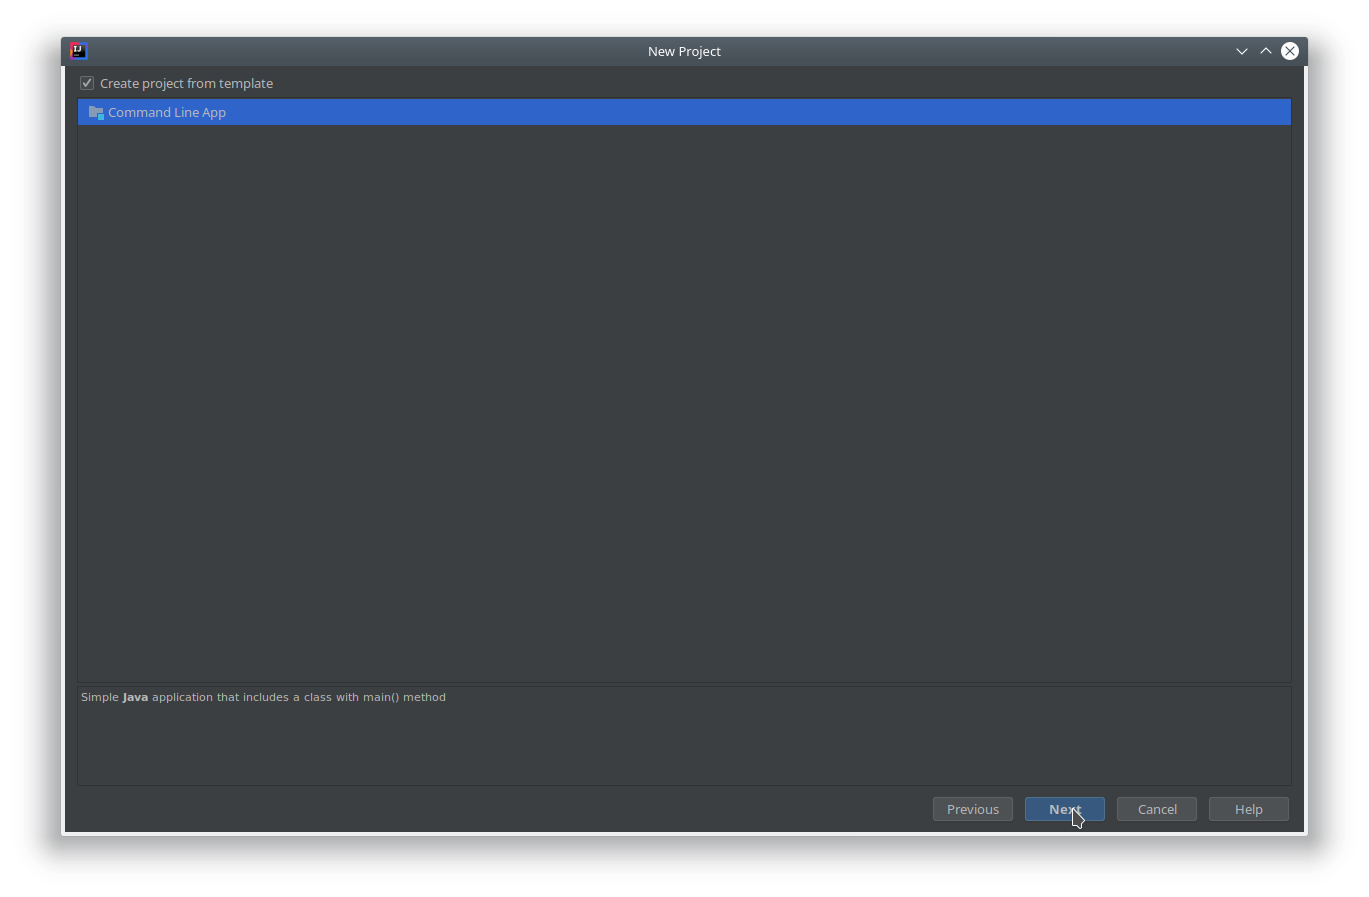 New Project
Create project from template
Command Line App
Simple Java application that includes a class with main() method
Previous Next Cancel Help